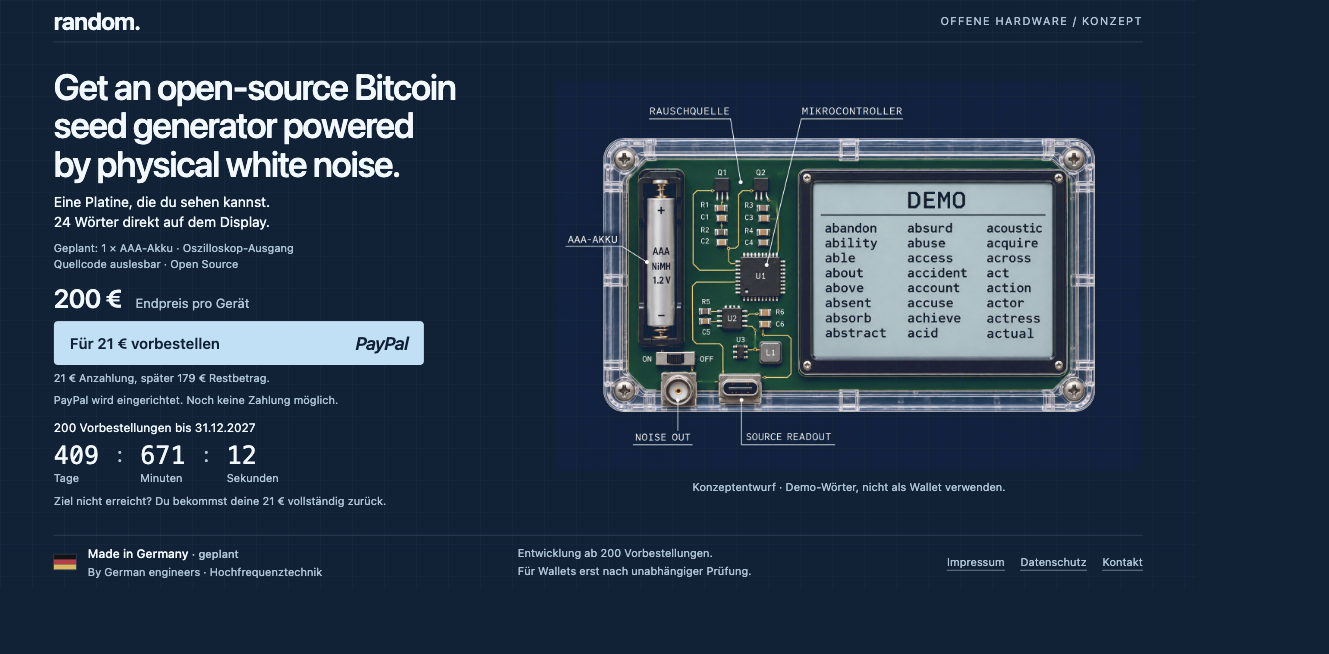 random.
OFFENE HARDWARE / KONZEPT
Get an open-source Bitcoin
seed generator powered
by physical white noise.
Eine Platine, die du sehen kannst.
24 Wörter direkt auf dem Display.
Geplant: 1 × AAA-Akku · Oszilloskop-Ausgang
Quellcode auslesbar · Open Source
200 € Endpreis pro Gerät
Für 21 € vorbestellen PayPal
21 € Anzahlung, später 179 € Restbetrag.
PayPal wird eingerichtet. Noch keine Zahlung möglich.
200 Vorbestellungen bis 31.12.2027
409 : 671 : 12
Tage Minuten Sekunden
Ziel nicht erreicht? Du bekommst deine 21 € vollständig zurück.
RAUSCHQUELLE MIKROCONTROLLER
AAA-AKKU
+
AAA
NiMH
1.2 V
−
Q1 Q2
R1 R3
C1 C3
R2 R4
C2 C4
U1
R5 R6
U2
C5 C6
U3
L1
ON OFF
DEMO
abandon absurd acoustic
ability abuse acquire
able access across
about accident act
above account action
absent accuse actor
absorb achieve actress
abstract acid actual
NOISE OUT SOURCE READOUT
Konzeptentwurf · Demo-Wörter, nicht als Wallet verwenden.
Made in Germany · geplant
By German engineers · Hochfrequenztechnik
Entwicklung ab 200 Vorbestellungen.
Für Wallets erst nach unabhängiger Prüfung.
Impressum Datenschutz Kontakt